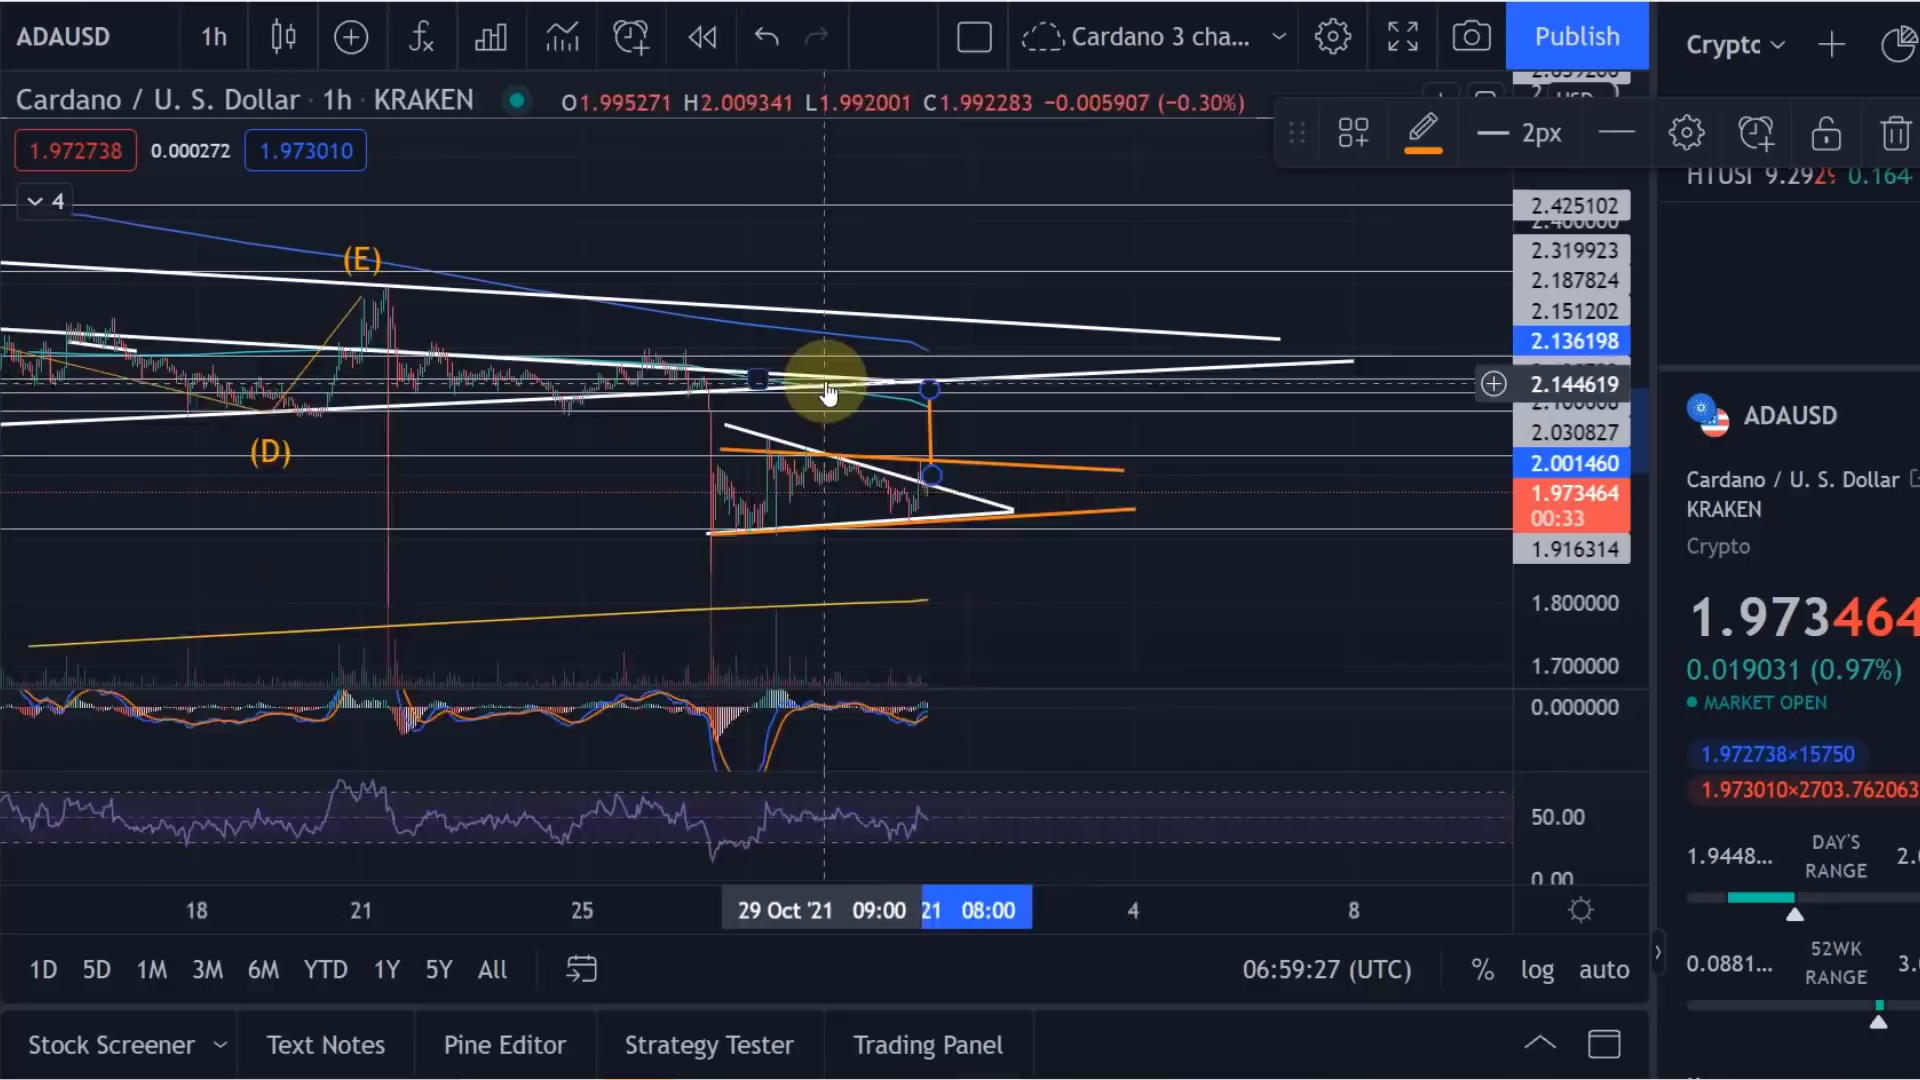 ADAUSD
1h
Cardano 3 cha...
Publish
Cardano / U. S. Dollar · 1h · KRAKEN
O1.995271 H2.009341 L1.992001 C1.992283 −0.005907 (−0.30%)
2px
1.972738
0.000272
1.973010
4
(E)
(D)
2.425102
2.319923
2.187824
2.151202
2.136198
2.144619
2.030827
2.001460
1.973464
00:33
1.916314
1.800000
1.700000
0.000000
50.00
0.00
18
21
25
29 Oct '21 09:00
21 08:00
4
8
1D 5D 1M 3M 6M YTD 1Y 5Y All
06:59:27 (UTC)
% log auto
Stock Screener
Text Notes
Pine Editor
Strategy Tester
Trading Panel
9.2929 0.164
ADAUSD
Cardano / U. S. Dollar
KRAKEN
Crypto
1.973464
0.019031 (0.97%)
MARKET OPEN
1.972738×15750
1.973010×2703.762063
1.9448...
DAY'S
RANGE
0.0881...
52WK
RANGE